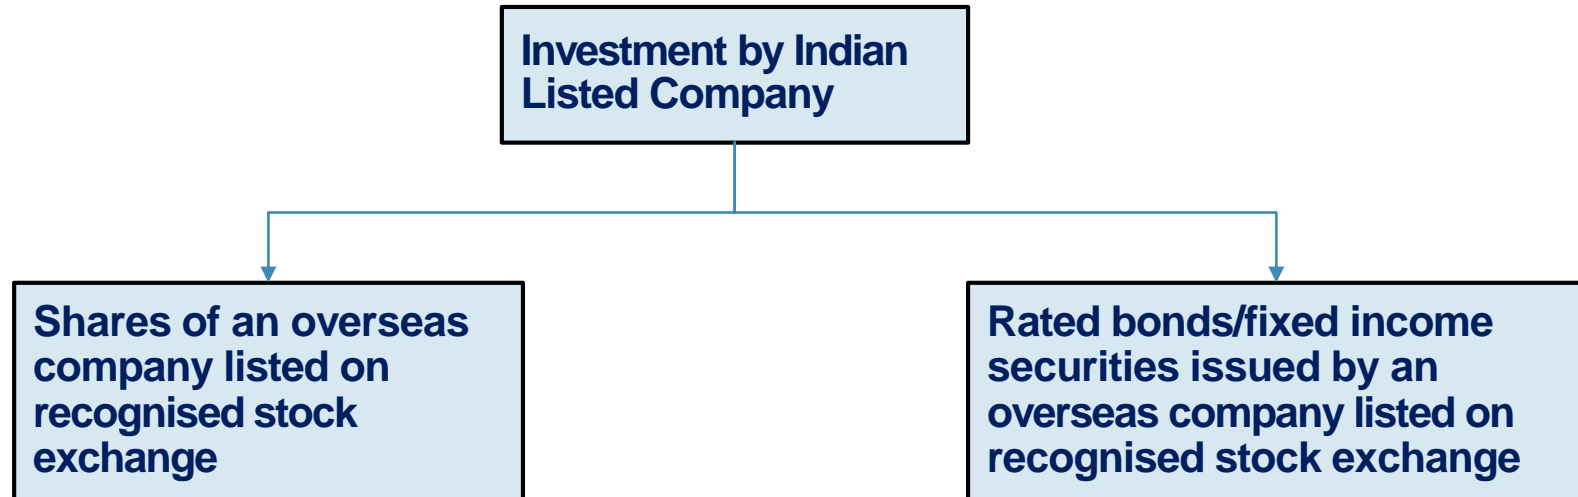 Investment by Indian
Listed Company
Shares of an overseas
company listed on
recognised stock
exchange
Rated bonds/fixed income
securities issued by an
overseas company listed on
recognised stock exchange